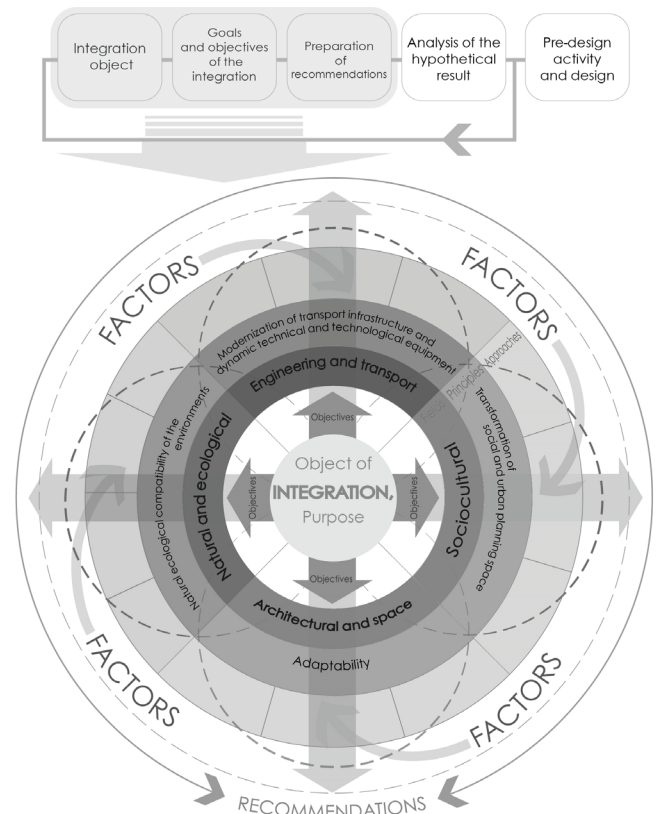 Integration
object
Goals
and objectives
of the
integration
Preparation
of
recommendations
Analysis of the
hypothetical
result
Pre-design
activity
and design
FACTORS
FACTORS
Modernization of transport infrastructure and
dynamic technical and technological equipment
Engineering and transport
Principles
Approaches
Natural ecological compatibility of the
environments
Natural and ecological
Objectives
Objectives
Object of
INTEGRATION,
Purpose
Objectives
Objectives
Sociocultural
Transformation of
social and urban planning space
Architectural and space
Adaptability
FACTORS
FACTORS
RECOMMENDATIONS